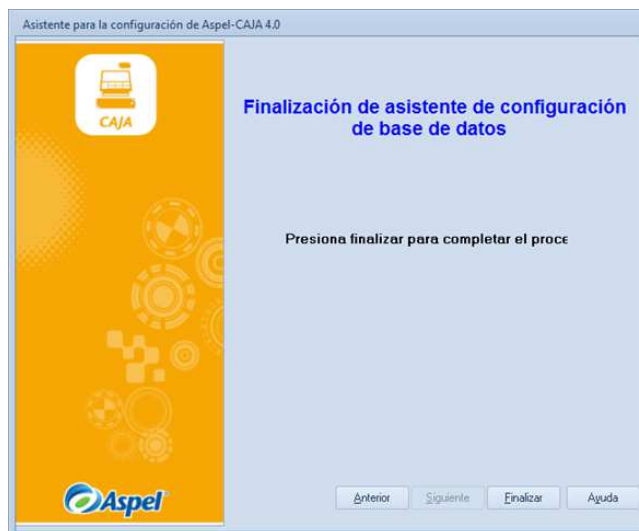 Asistente para la configuración de Aspel-CAJA 4.0
CAJA
Finalización de asistente de configuración
de base de datos
Presiona finalizar para completar el proce
Aspel
Anterior
Siguiente
Finalizar
Ayuda